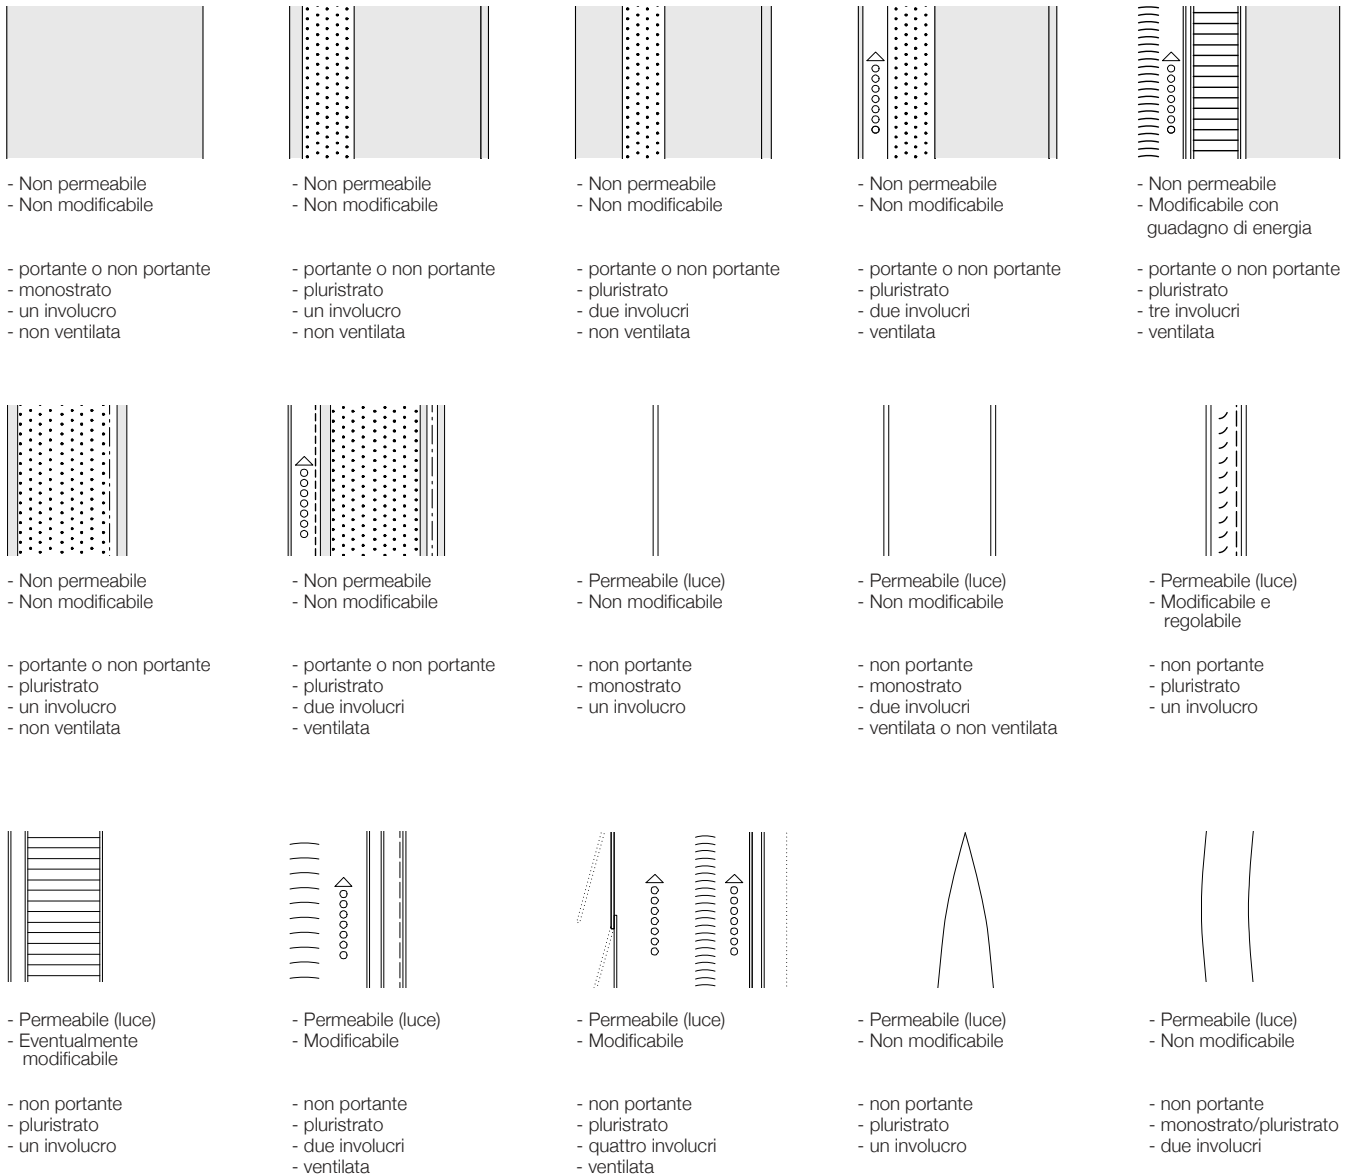 - Non permeabile
- Non modificabile
- portante o non portante
- monostrato
- un involucro
- non ventilata
- Non permeabile
- Non modificabile
- portante o non portante
- pluristrato
- un involucro
- non ventilata
- Non permeabile
- Non modificabile
- portante o non portante
- pluristrato
- due involucri
- non ventilata
- Non permeabile
- Non modificabile
- portante o non portante
- pluristrato
- due involucri
- ventilata
- Non permeabile
- Modificabile con
guadagno di energia
- portante o non portante
- pluristrato
- tre involucri
- ventilata
- Non permeabile
- Non modificabile
- portante o non portante
- pluristrato
- un involucro
- non ventilata
- Non permeabile
- Non modificabile
- portante o non portante
- pluristrato
- due involucri
- ventilata
- Permeabile (luce)
- Non modificabile
- non portante
- monostrato
- un involucro
- Permeabile (luce)
- Non modificabile
- non portante
- monostrato
- due involucri
- ventilata o non ventilata
- Permeabile (luce)
- Modificabile e
regolabile
- non portante
- pluristrato
- un involucro
- Permeabile (luce)
- Eventualmente
modificabile
- non portante
- pluristrato
- un involucro
- Permeabile (luce)
- Modificabile
- non portante
- pluristrato
- due involucri
- ventilata
- Permeabile (luce)
- Modificabile
- non portante
- pluristrato
- quattro involucri
- ventilata
- Permeabile (luce)
- Non modificabile
- non portante
- pluristrato
- un involucro
- Permeabile (luce)
- Non modificabile
- non portante
- monostrato/pluristrato
- due involucri